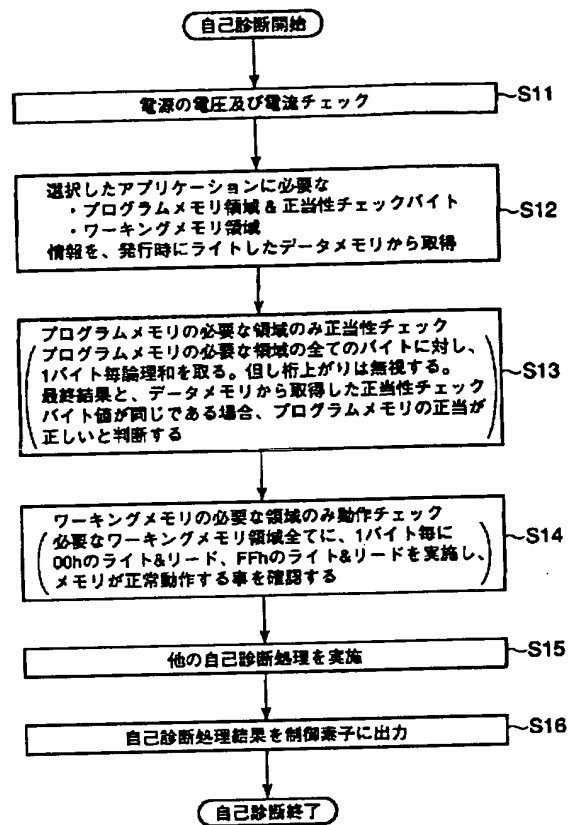 自己診断開始
電源の電圧及び電流チェック
S11
選択したアプリケーションに必要な
・プログラムメモリ領域 & 正当性チェックバイト
・ワーキングメモリ領域
情報を、発行時にライトしたデータメモリから取得
S12
プログラムメモリの必要な領域のみ正当性チェック
プログラムメモリの必要な領域の全てのバイトに対し、
1バイト毎論理和を取る。但し桁上がりは無視する。
最終結果と、データメモリから取得した正当性チェック
バイト値が同じである場合、プログラムメモリの正当が
正しいと判断する
S13
ワーキングメモリの必要な領域のみ動作チェック
必要なワーキングメモリ領域全てに、1バイト毎に
00hのライト&リード、FFhのライト&リードを実施し、
メモリが正常動作する事を確認する
S14
他の自己診断処理を実施
S15
自己診断処理結果を制御素子に出力
S16
自己診断終了